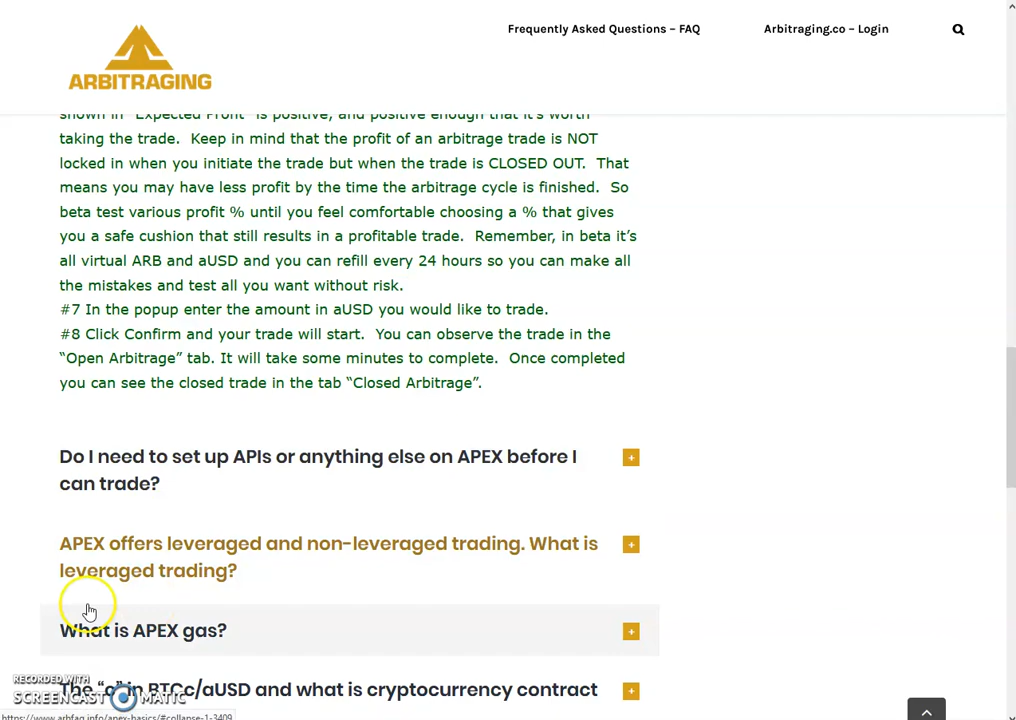 Frequently Asked Questions – FAQ
Arbitraging.co – Login
ARBITRAGING
shown in “Expected Profit” is positive, and positive enough that it’s worth
taking the trade.  Keep in mind that the profit of an arbitrage trade is NOT
locked in when you initiate the trade but when the trade is CLOSED OUT.  That
means you may have less profit by the time the arbitrage cycle is finished.  So
beta test various profit % until you feel comfortable choosing a % that gives
you a safe cushion that still results in a profitable trade.  Remember, in beta it’s
all virtual ARB and aUSD and you can refill every 24 hours so you can make all
the mistakes and test all you want without risk.
#7 In the popup enter the amount in aUSD you would like to trade.
#8 Click Confirm and your trade will start.  You can observe the trade in the
“Open Arbitrage” tab. It will take some minutes to complete.  Once completed
you can see the closed trade in the tab “Closed Arbitrage”.
Do I need to set up APIs or anything else on APEX before I
can trade?
APEX offers leveraged and non-leveraged trading. What is
leveraged trading?
What is APEX gas?
RECORDED WITH
SCREENCAST MATIC
The “c” in BTCc/aUSD and what is cryptocurrency contract
https://www.arbfaq.info/apex-basics/#collapse-1-3409